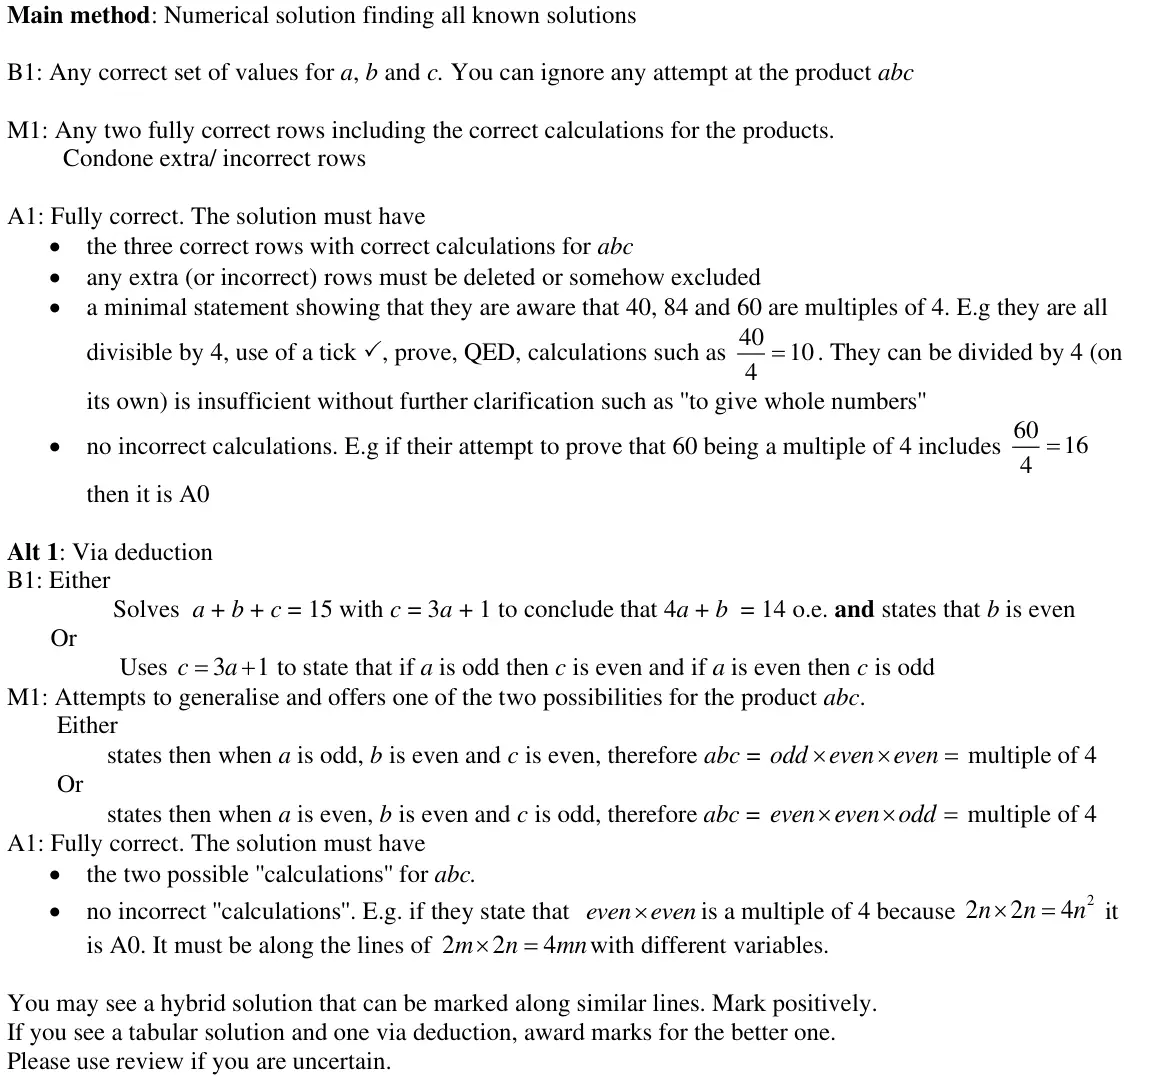 Main method: Numerical solution finding all known solutions
B1: Any correct set of values for a, b and c. You can ignore any attempt at the product abc
M1: Any two fully correct rows including the correct calculations for the products.
Condone extra/ incorrect rows
A1: Fully correct. The solution must have
• the three correct rows with correct calculations for abc
• any extra (or incorrect) rows must be deleted or somehow excluded
• a minimal statement showing that they are aware that 40, 84 and 60 are multiples of 4. E.g they are all
divisible by 4, use of a tick ✓, prove, QED, calculations such as 40/4 = 10. They can be divided by 4 (on
its own) is insufficient without further clarification such as "to give whole numbers"
• no incorrect calculations. E.g if their attempt to prove that 60 being a multiple of 4 includes 60/4 = 16
then it is A0
Alt 1: Via deduction
B1: Either
Solves a + b + c = 15 with c = 3a + 1 to conclude that 4a + b = 14 o.e. and states that b is even
Or
Uses c = 3a + 1 to state that if a is odd then c is even and if a is even then c is odd
M1: Attempts to generalise and offers one of the two possibilities for the product abc.
Either
states then when a is odd, b is even and c is even, therefore abc = odd × even × even = multiple of 4
Or
states then when a is even, b is even and c is odd, therefore abc = even × even × odd = multiple of 4
A1: Fully correct. The solution must have
• the two possible "calculations" for abc.
• no incorrect "calculations". E.g. if they state that even × even is a multiple of 4 because 2n × 2n = 4n² it
is A0. It must be along the lines of 2m × 2n = 4mn with different variables.
You may see a hybrid solution that can be marked along similar lines. Mark positively.
If you see a tabular solution and one via deduction, award marks for the better one.
Please use review if you are uncertain.